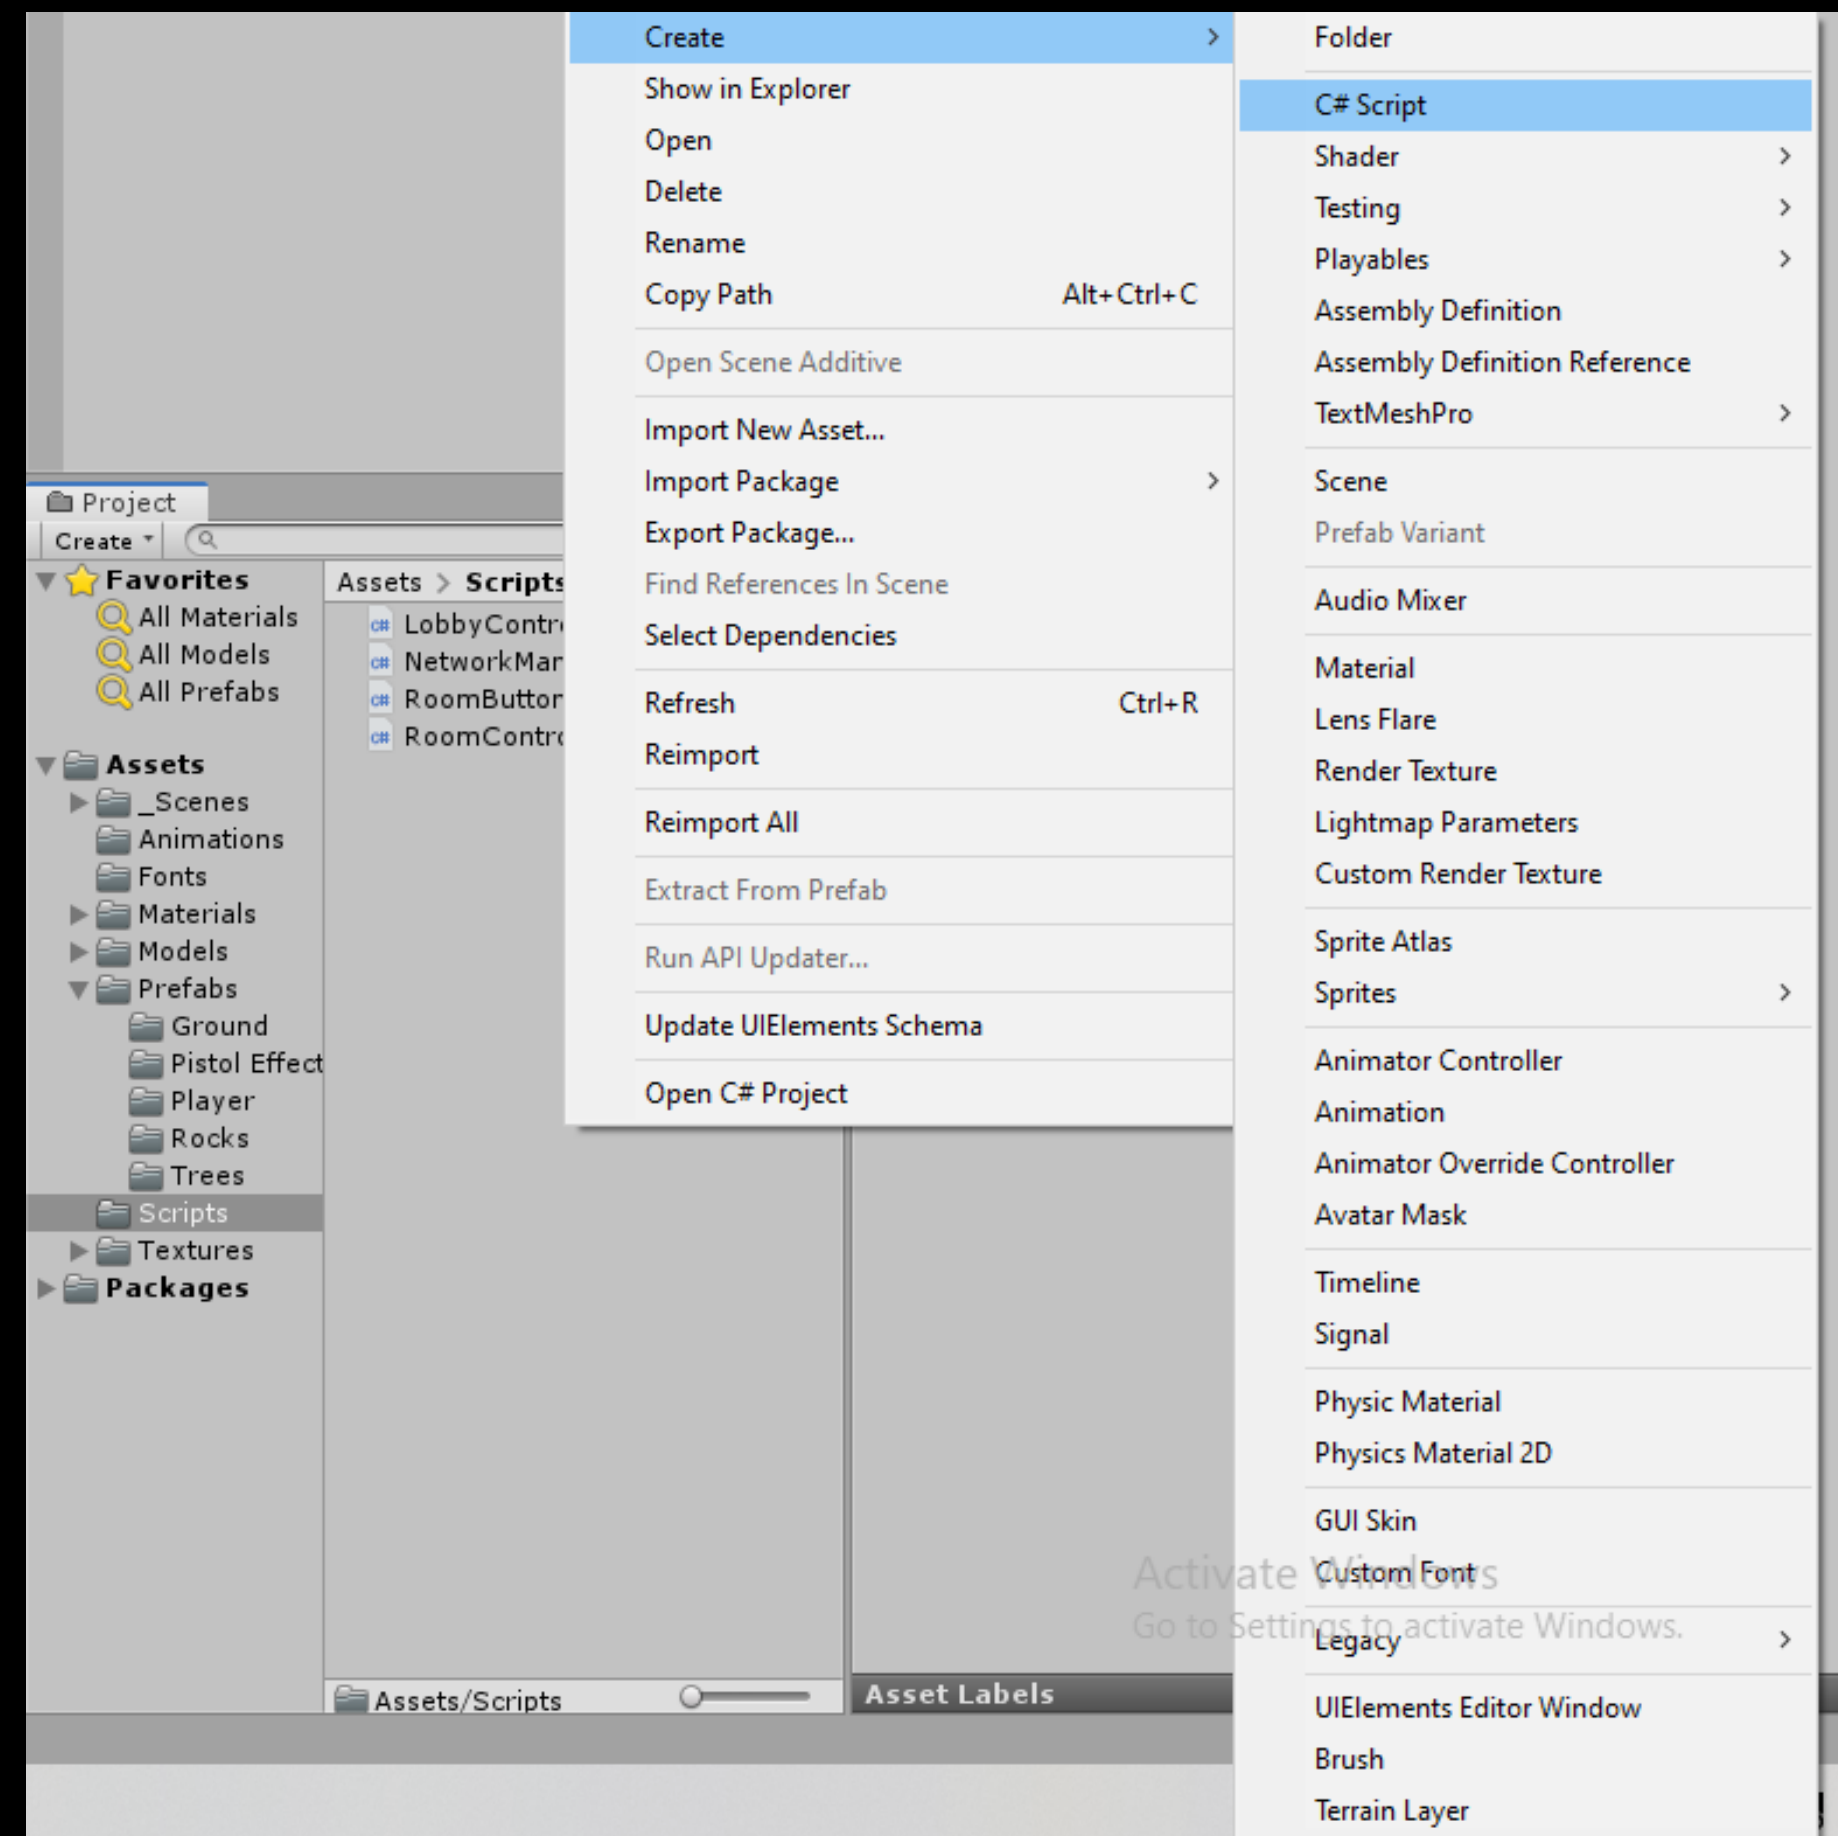 Create
Show in Explorer
Open
Delete
Rename
Copy Path Alt+Ctrl+C
Open Scene Additive
Import New Asset...
Import Package
Export Package...
Find References In Scene
Select Dependencies
Refresh Ctrl+R
Reimport
Reimport All
Extract From Prefab
Run API Updater...
Update UIElements Schema
Open C# Project
Folder
C# Script
Shader
Testing
Playables
Assembly Definition
Assembly Definition Reference
TextMeshPro
Scene
Prefab Variant
Audio Mixer
Material
Lens Flare
Render Texture
Lightmap Parameters
Custom Render Texture
Sprite Atlas
Sprites
Animator Controller
Animation
Animator Override Controller
Avatar Mask
Timeline
Signal
Physic Material
Physics Material 2D
GUI Skin
Custom Font
Legacy
UIElements Editor Window
Brush
Terrain Layer
Project
Create
Favorites
All Materials
All Models
All Prefabs
Assets
_Scenes
Animations
Fonts
Materials
Models
Prefabs
Ground
Pistol Effect
Player
Rocks
Trees
Scripts
Textures
Packages
Assets > Scripts
C# LobbyContr
C# NetworkMar
C# RoomButtor
C# RoomContr
Assets/Scripts
Asset Labels
Activate Windows
Go to Settings to activate Windows.